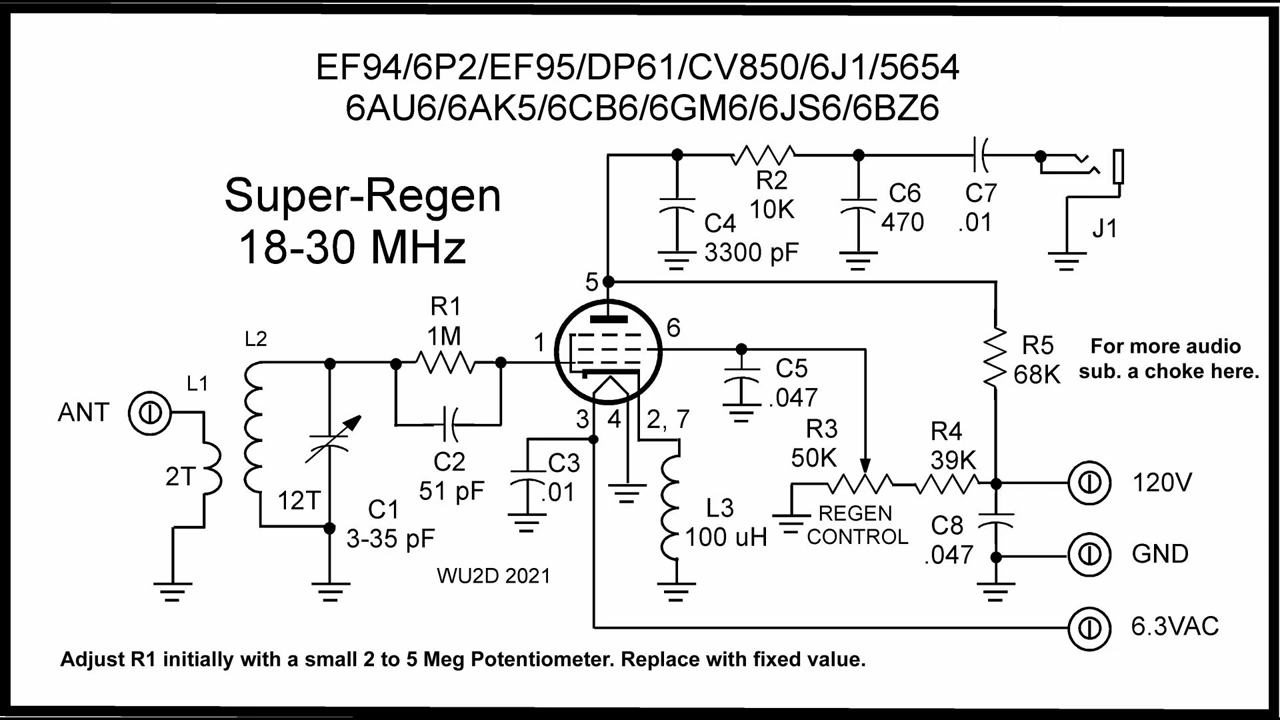 EF94/6P2/EF95/DP61/CV850/6J1/5654
6AU6/6AK5/6CB6/6GM6/6JS6/6BZ6
Super-Regen
18-30 MHz
R2
10K
C4
3300 pF
C6
470
C7
.01
J1
5
R1
1M
1
6
L2
L1
ANT
2T
12T
C1
3-35 pF
C2
51 pF
3
4
2, 7
C3
.01
L3
100 uH
C5
.047
R3
50K
REGEN
CONTROL
R4
39K
R5
68K
For more audio
sub. a choke here.
C8
.047
120V
GND
6.3VAC
WU2D 2021
Adjust R1 initially with a small 2 to 5 Meg Potentiometer. Replace with fixed value.